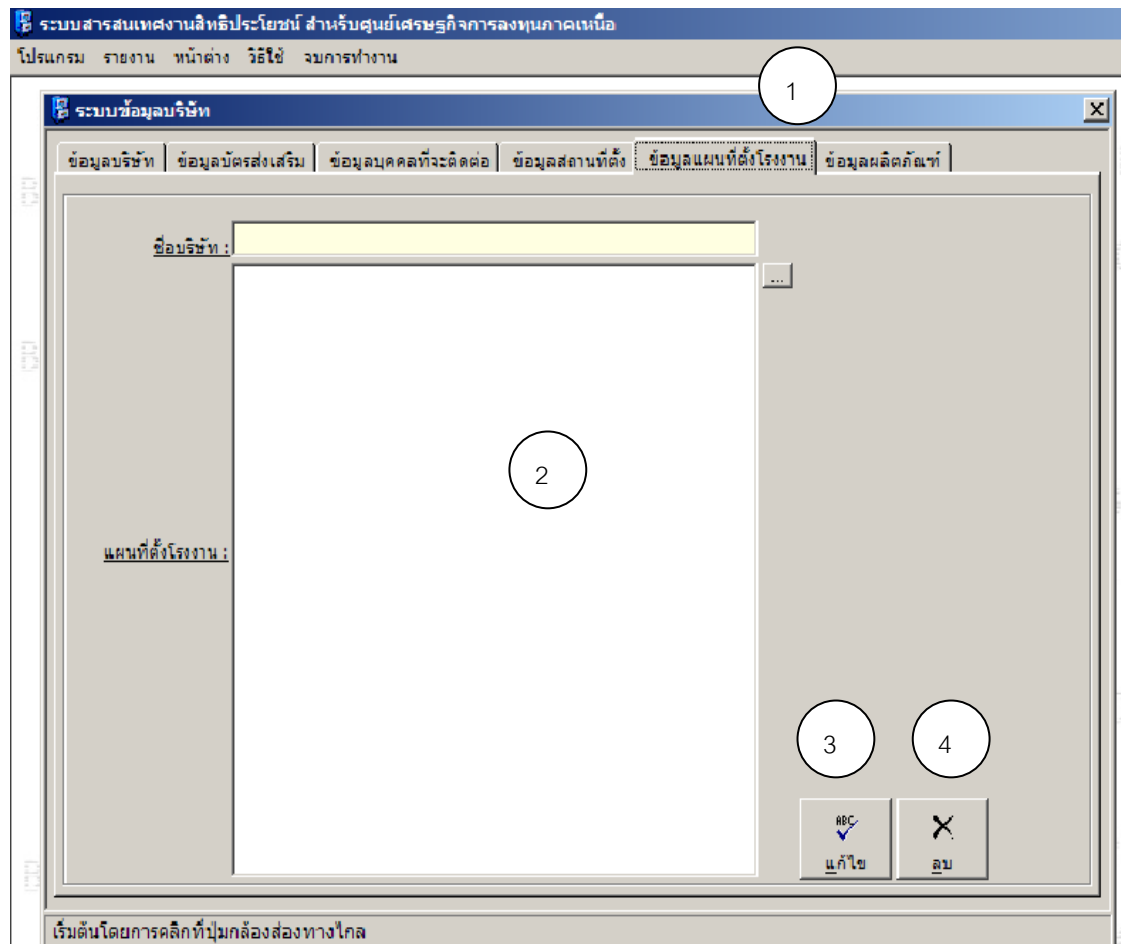 ระบบสารสนเทศงานสิทธิประโยชน์ สำหรับศูนย์เศรษฐกิจการลงทุนภาคเหนือ
โปรแกรม รายงาน หน้าต่าง วิธีใช้ จบการทำงาน
1
ระบบข้อมูลบริษัท
ข้อมูลบริษัท ข้อมูลบัตรส่งเสริม ข้อมูลบุคคลที่จะติดต่อ ข้อมูลสถานที่ตั้ง ข้อมูลแผนที่ตั้งโรงงาน ข้อมูลผลิตภัณฑ์
ชื่อบริษัท :
...
2
แผนที่ตั้งโรงงาน :
3 4
ABC
แก้ไข ลบ
เริ่มต้นโดยการคลิกที่ปุ่มกล้องส่องทางไกล